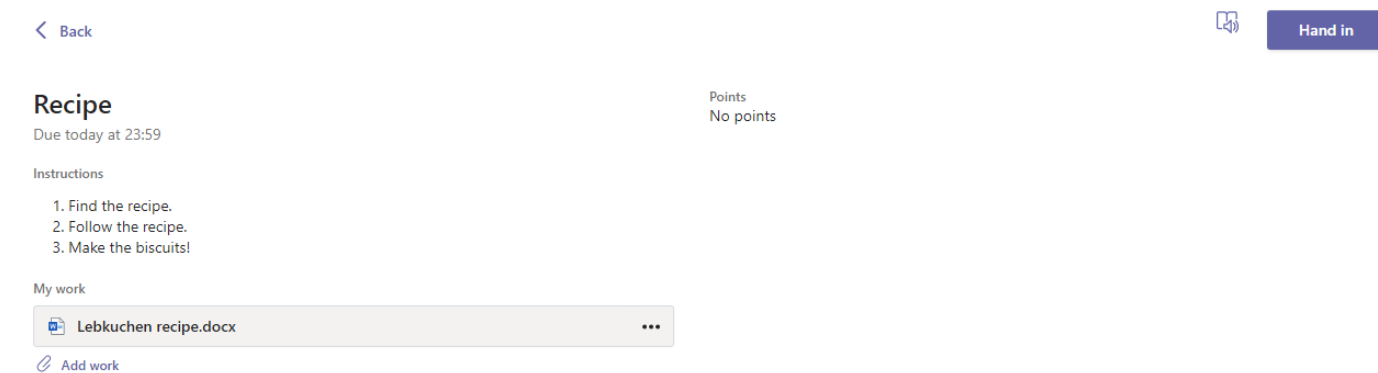 Back
Hand in
Recipe
Due today at 23:59
Points
No points
Instructions
1. Find the recipe.
2. Follow the recipe.
3. Make the biscuits!
My work
Lebkuchen recipe.docx
Add work